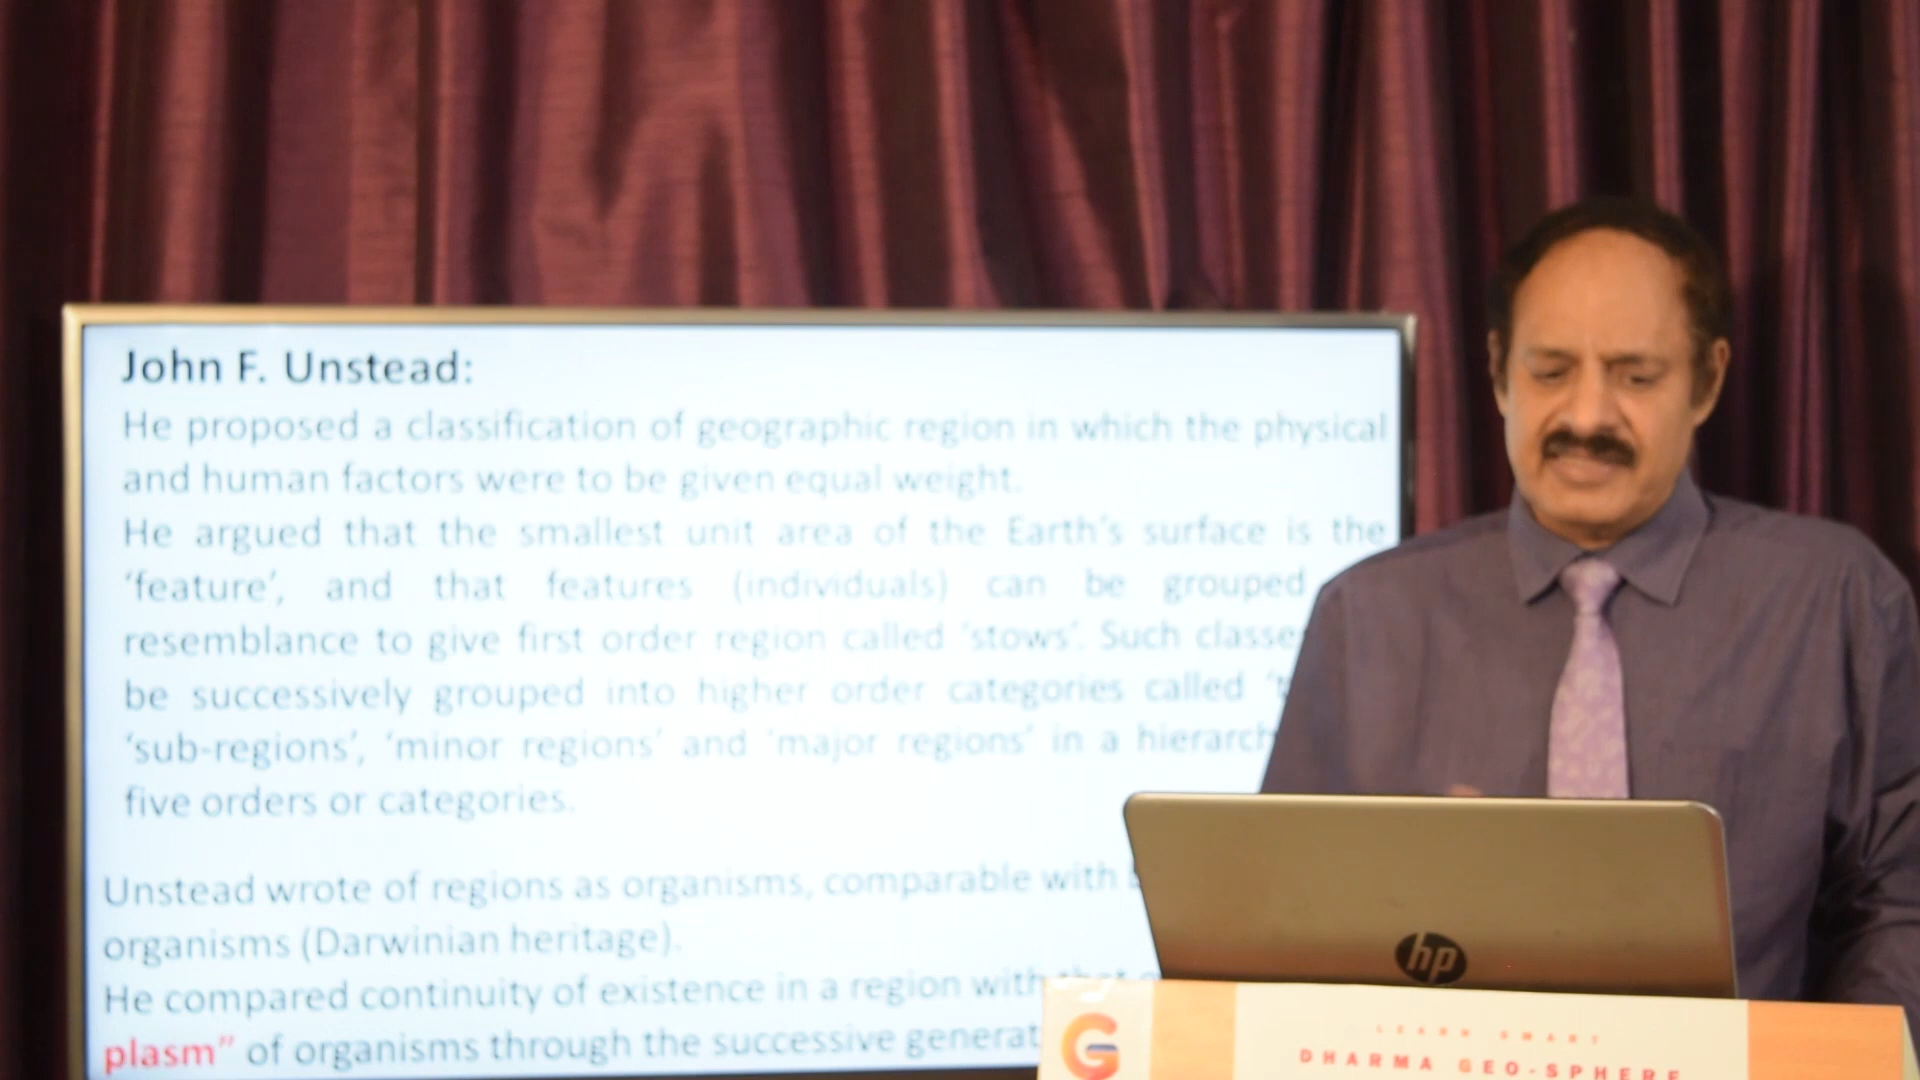 John F. Unstead:
He proposed a classification of geographic region in which the physical
and human factors were to be given equal weight.
He argued that the smallest unit area of the Earth's surface is the
'feature', and that features (individuals) can be grouped
resemblance to give first order region called 'stows'. Such
be successively grouped into higher order categories called
'sub-regions', 'minor regions' and 'major regions' in a
five orders or categories.
Unstead wrote of regions as organisms, comparable with
organisms (Darwinian heritage).
He compared continuity of existence in a region with that
plasm" of organisms through the successive
hp
G
LEARN SMART
DHARMA GEO-SPHERE